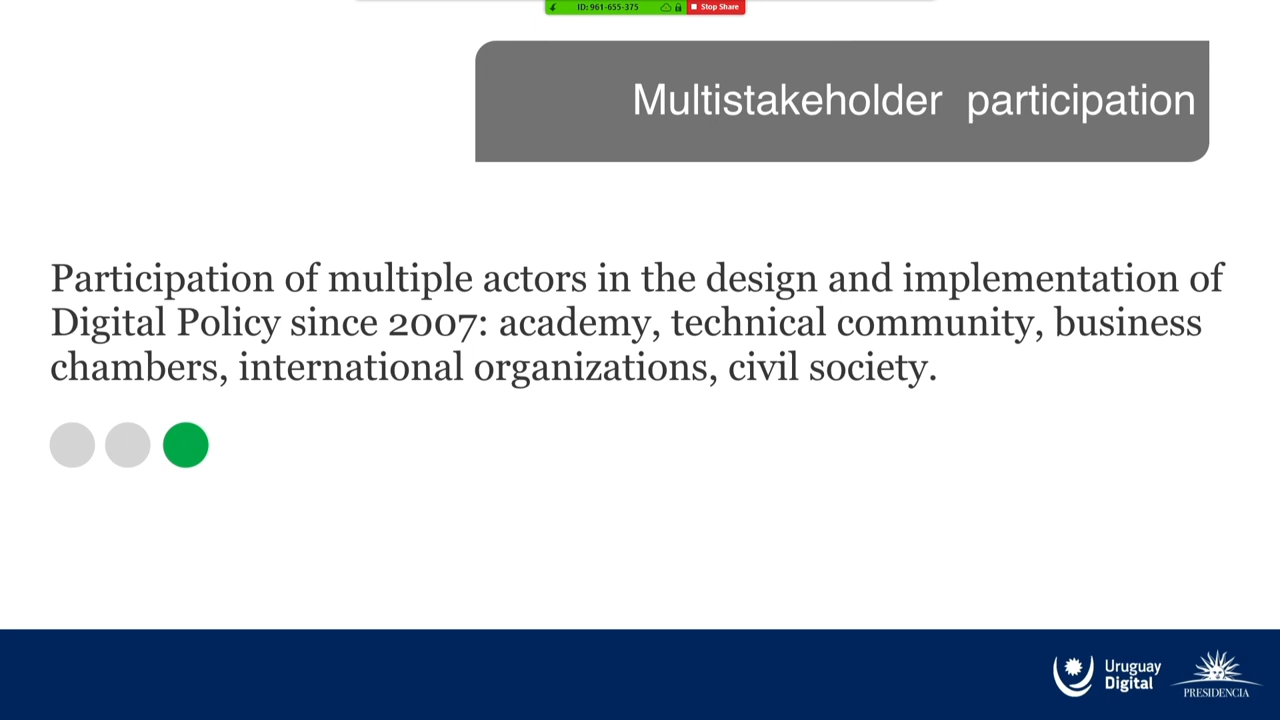 ID: 961-655-375 Stop Share
Multistakeholder participation
Participation of multiple actors in the design and implementation of
Digital Policy since 2007: academy, technical community, business
chambers, international organizations, civil society.
Uruguay
Digital
PRESIDENCIA